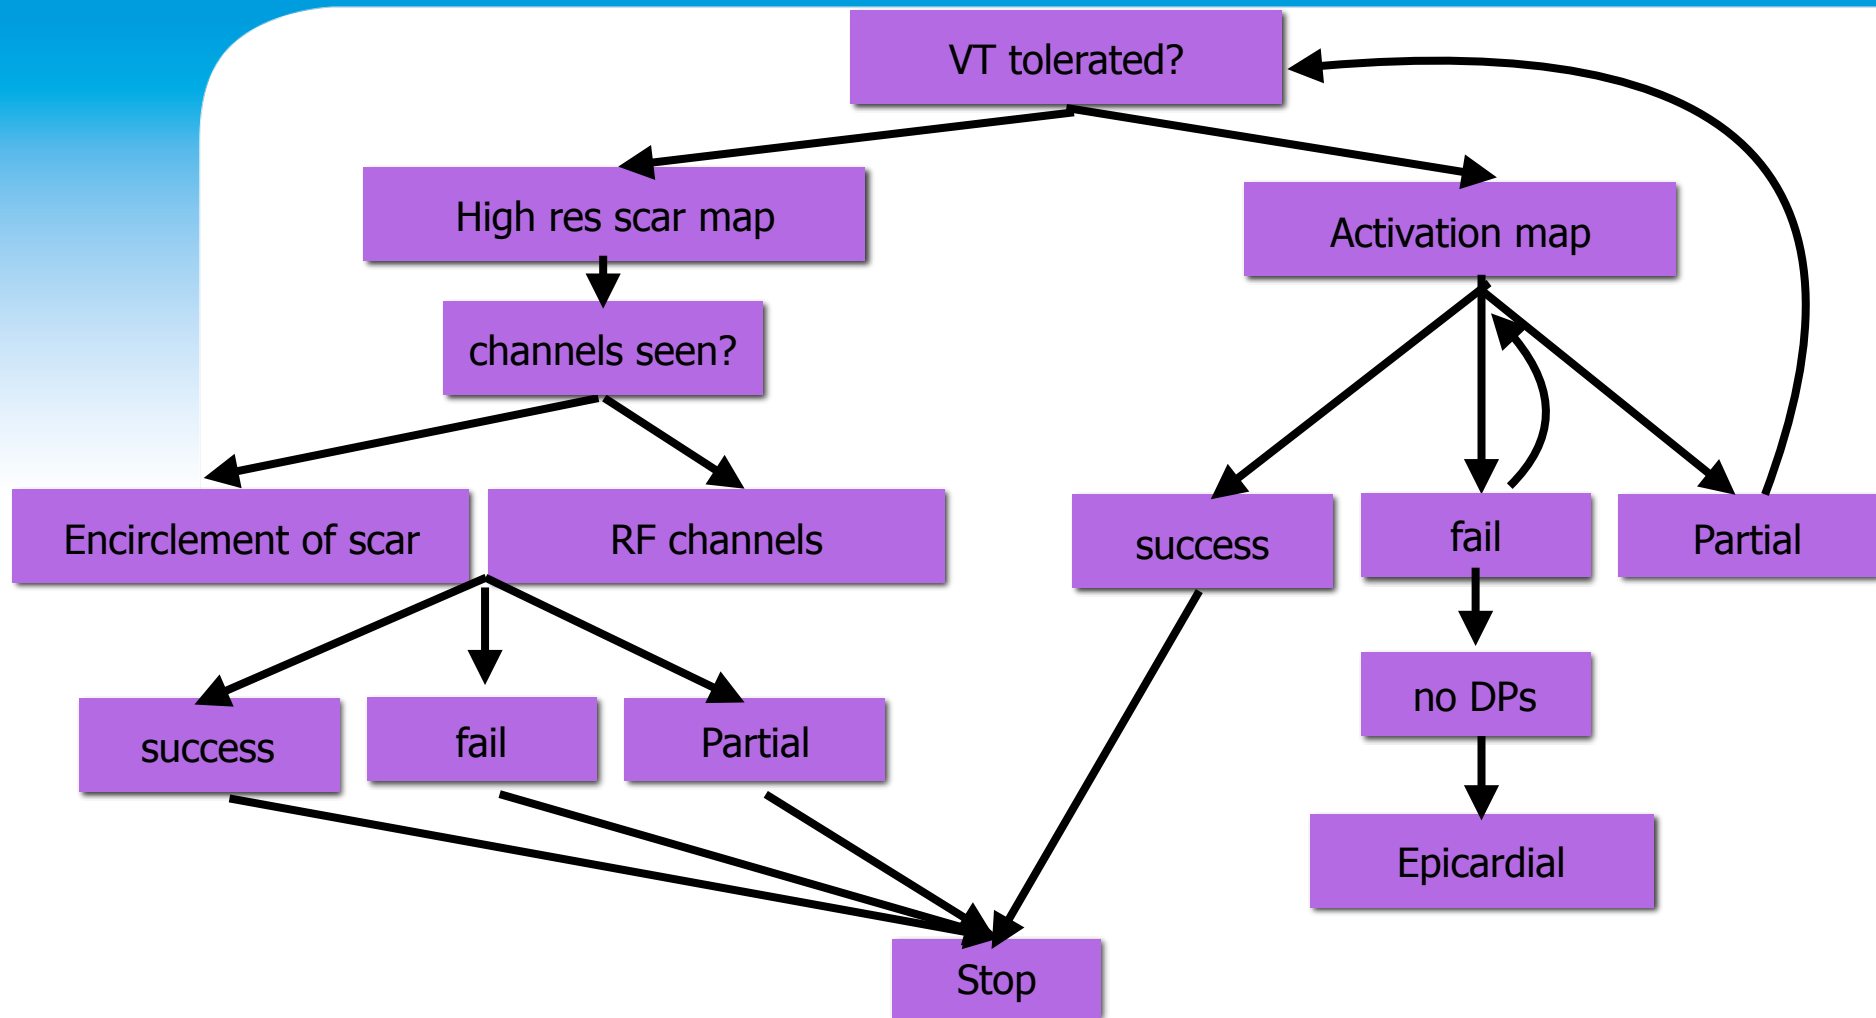 VT tolerated?
High res scar map
Activation map
channels seen?
Encirclement of scar
RF channels
success
fail
Partial
no DPs
success
fail
Partial
Epicardial
Stop